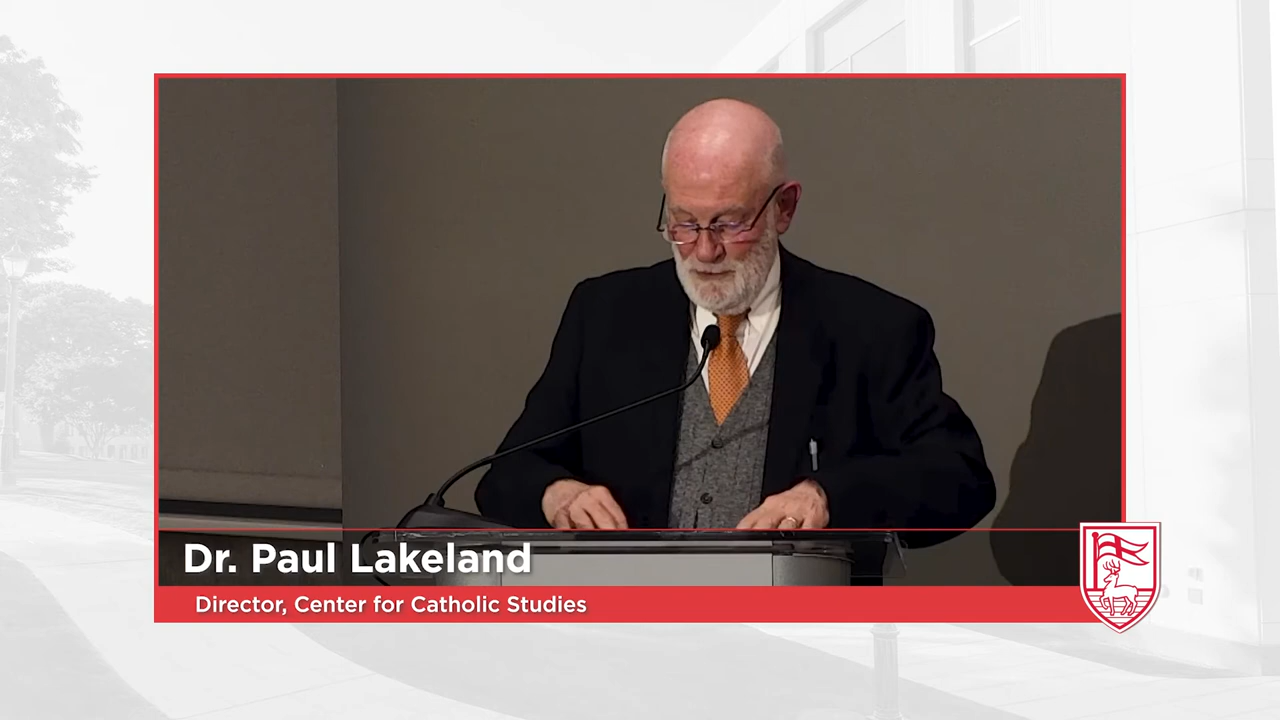 Dr. Paul Lakeland
Director, Center for Catholic Studies